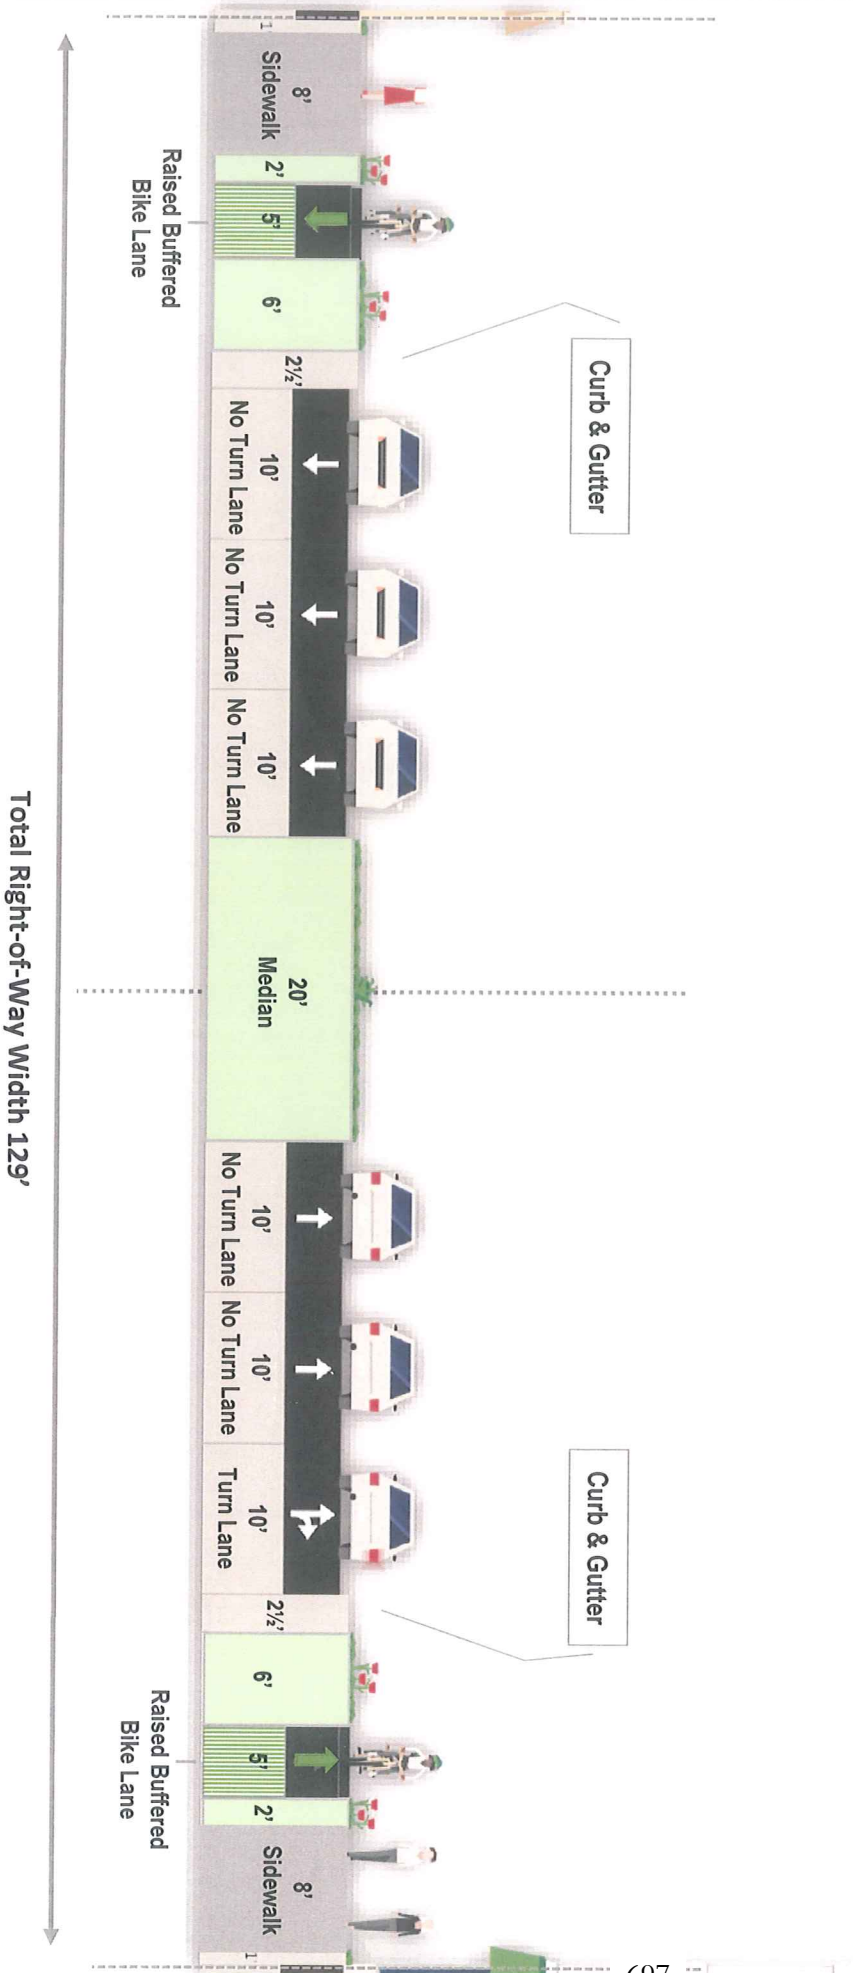 1'
8'
Sidewalk
2'
5'
Raised Buffered
Bike Lane
6'
2½'
Curb & Gutter
10'
No Turn Lane
10'
No Turn Lane
10'
No Turn Lane
20'
Median
10'
No Turn Lane
10'
No Turn Lane
10'
Turn Lane
2½'
Curb & Gutter
6'
5'
Raised Buffered
Bike Lane
2'
8'
Sidewalk
1'
Total Right-of-Way Width 129'